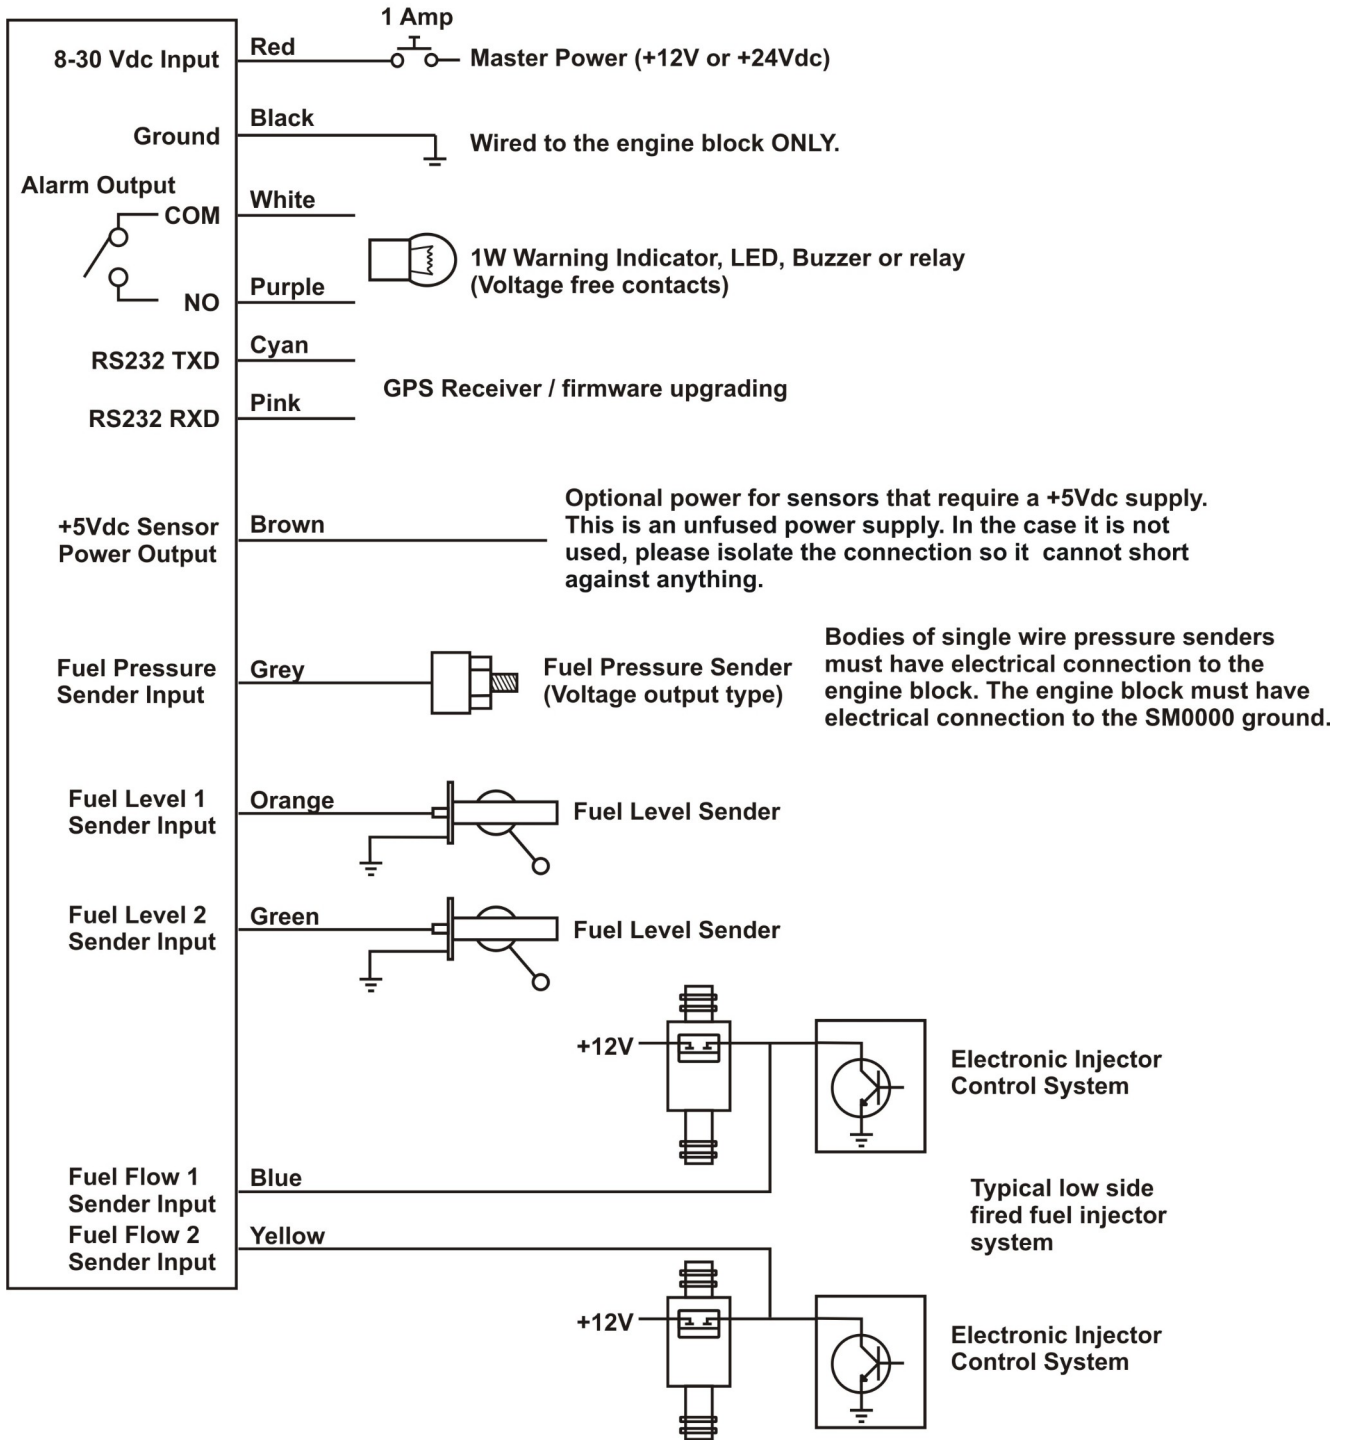 1 Amp
8-30 Vdc Input
Red
Master Power (+12V or +24Vdc)
Black
Ground
Wired to the engine block ONLY.
Alarm Output
COM
White
1W Warning Indicator, LED, Buzzer or relay
(Voltage free contacts)
NO
Purple
RS232 TXD
Cyan
GPS Receiver / firmware upgrading
RS232 RXD
Pink
+5Vdc Sensor
Power Output
Brown
Optional power for sensors that require a +5Vdc supply.
This is an unfused power supply. In the case it is not
used, please isolate the connection so it cannot short
against anything.
Fuel Pressure
Sender Input
Grey
Fuel Pressure Sender
(Voltage output type)
Bodies of single wire pressure senders
must have electrical connection to the
engine block. The engine block must have
electrical connection to the SM0000 ground.
Fuel Level 1
Sender Input
Orange
Fuel Level Sender
Fuel Level 2
Sender Input
Green
Fuel Level Sender
+12V
Electronic Injector
Control System
Fuel Flow 1
Sender Input
Blue
Typical low side
fired fuel injector
system
Fuel Flow 2
Sender Input
Yellow
+12V
Electronic Injector
Control System